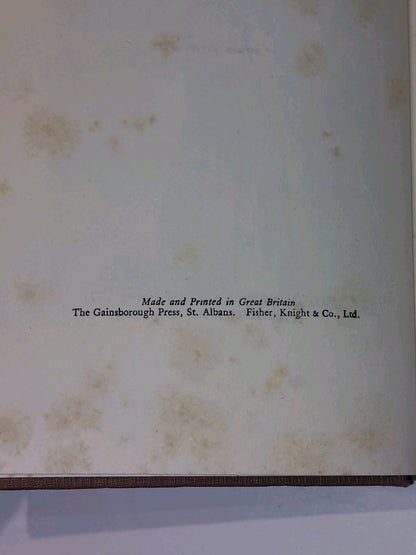 Made and Printed in Great Britain
The Gainsborough Press, St. Albans. Fisher, Knight & Co., Ltd.